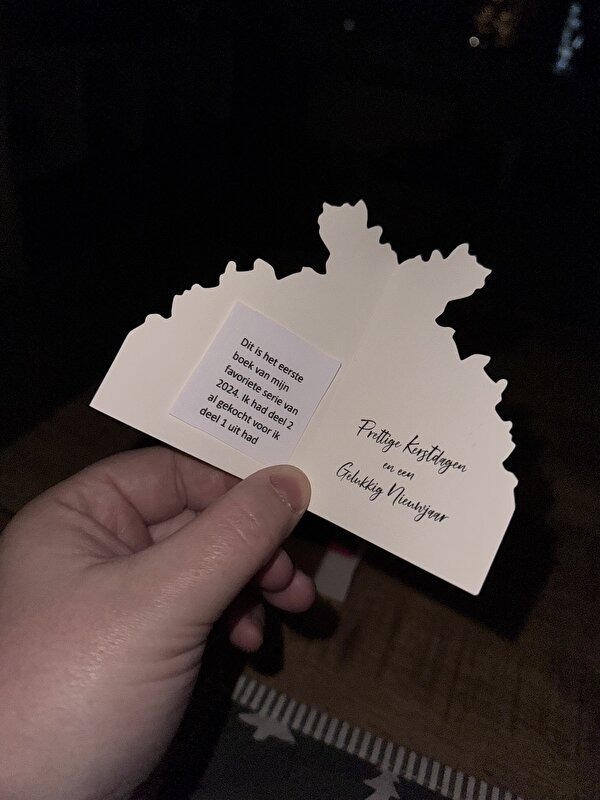 Dit is het eerste
boek van mijn
favoriete serie van
2024. Ik had deel 2
al gekocht voor ik
deel 1 uit had
Prettige Kerstdagen
en een
Gelukkig Nieuwjaar